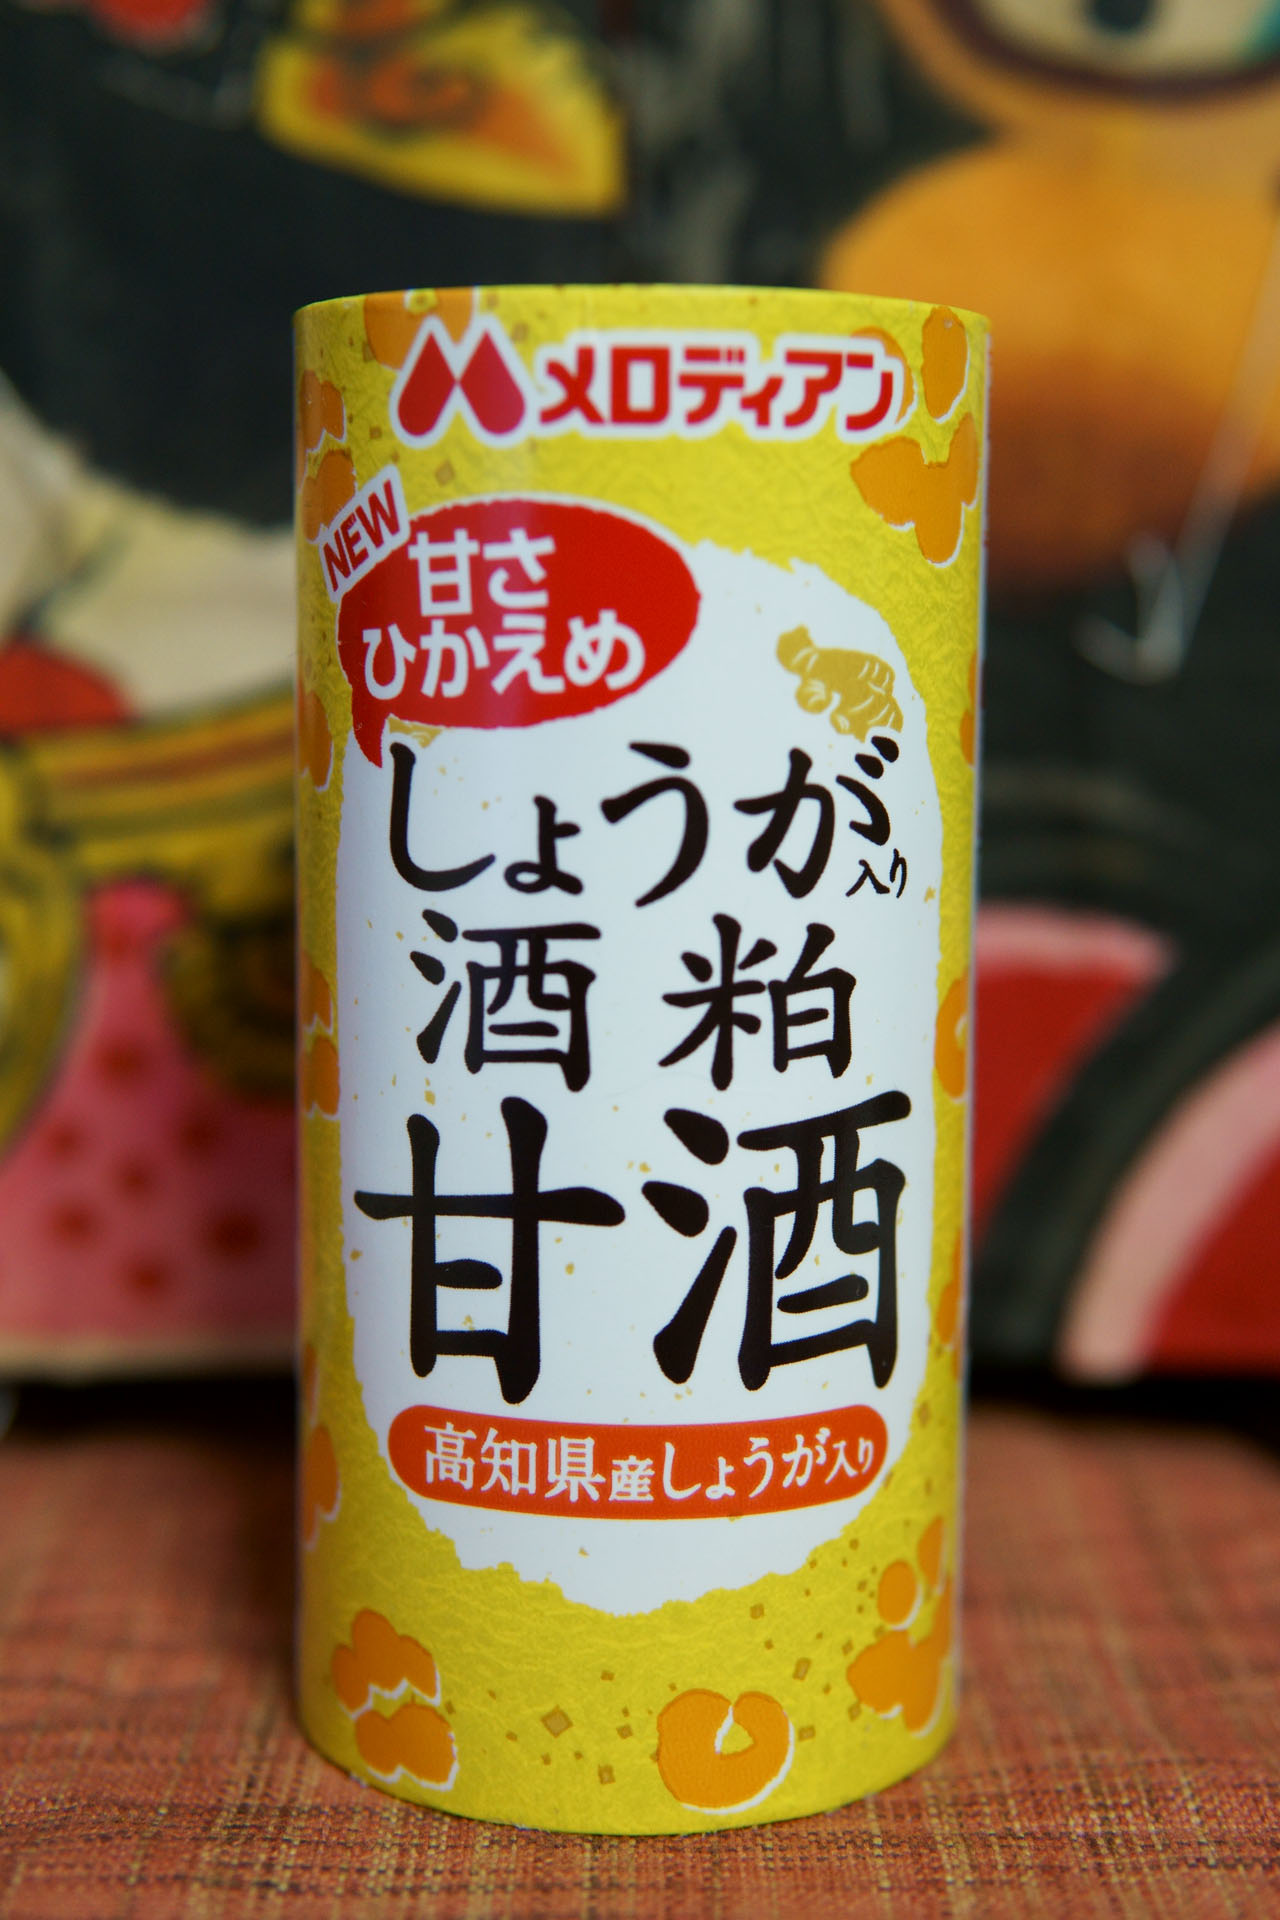 メロディアン
NEW
甘さ
ひかえめ
しょうが入り
酒粕
甘酒
高知県産しょうが入り